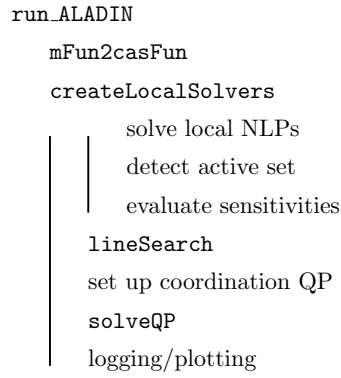 run_ALADIN
mFun2casFun
createLocalSolvers
solve local NLPs
detect active set
evaluate sensitivities
lineSearch
set up coordination QP
solveQP
logging/plotting